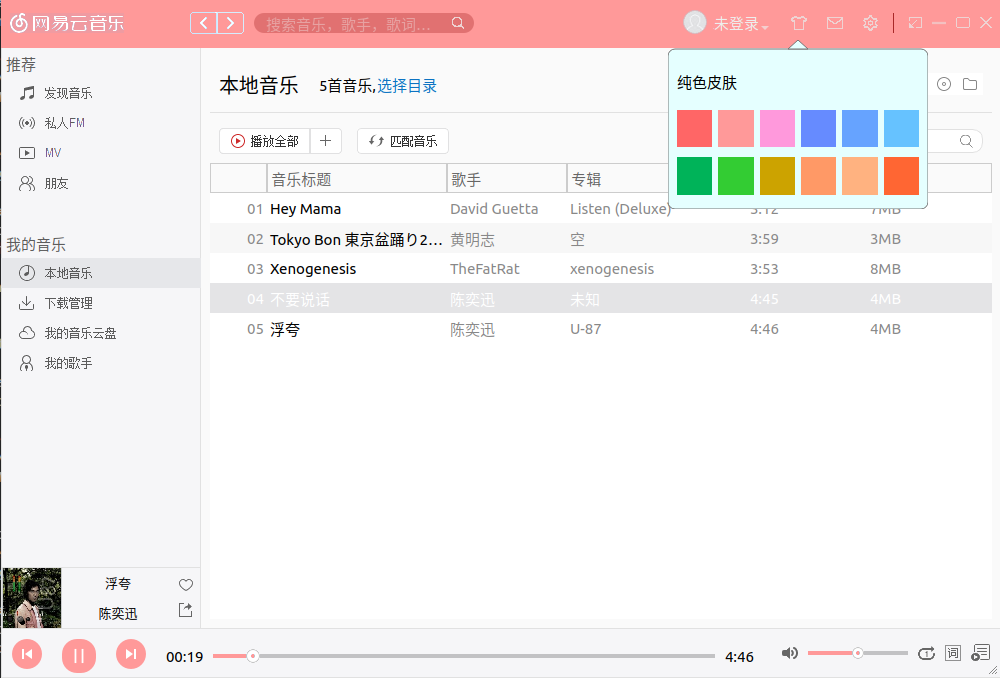 网易云音乐
搜索音乐，歌手，歌词...
未登录
推荐
发现音乐
私人FM
MV
朋友
我的音乐
本地音乐
下载管理
我的音乐云盘
我的歌手
本地音乐 5首音乐,选择目录
播放全部
匹配音乐
纯色皮肤
音乐标题 歌手 专辑
01 Hey Mama David Guetta Listen (Deluxe) 3:12 7MB
02 Tokyo Bon 東京盆踊り2... 黄明志 空 3:59 3MB
03 Xenogenesis TheFatRat xenogenesis 3:53 8MB
04 不要说话 陈奕迅 未知 4:45 4MB
05 浮夸 陈奕迅 U-87 4:46 4MB
浮夸
陈奕迅
00:19 4:46
词